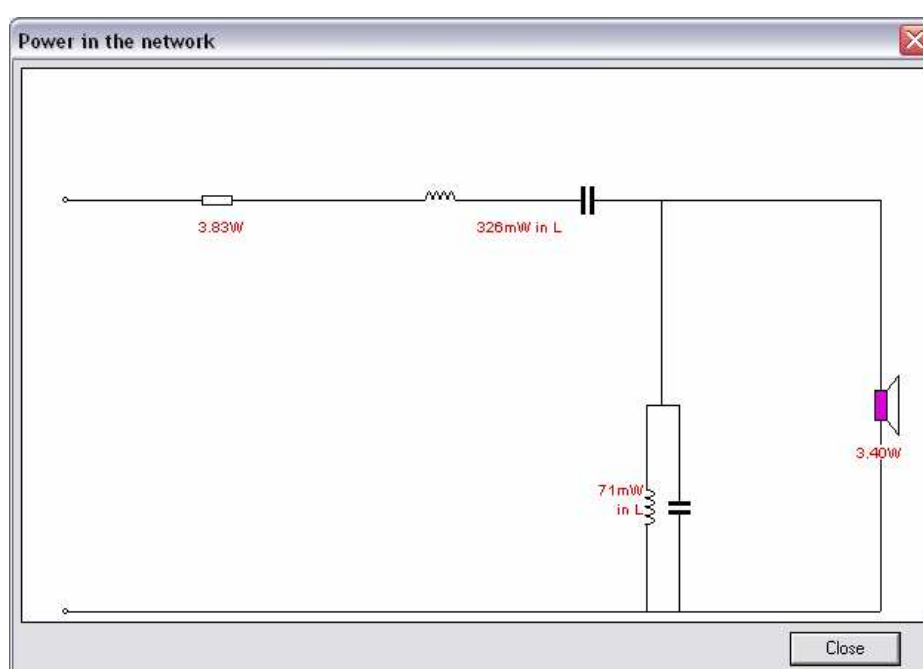 Power in the network
3.83W
326mW in L
3.40W
71mW
in L
Close